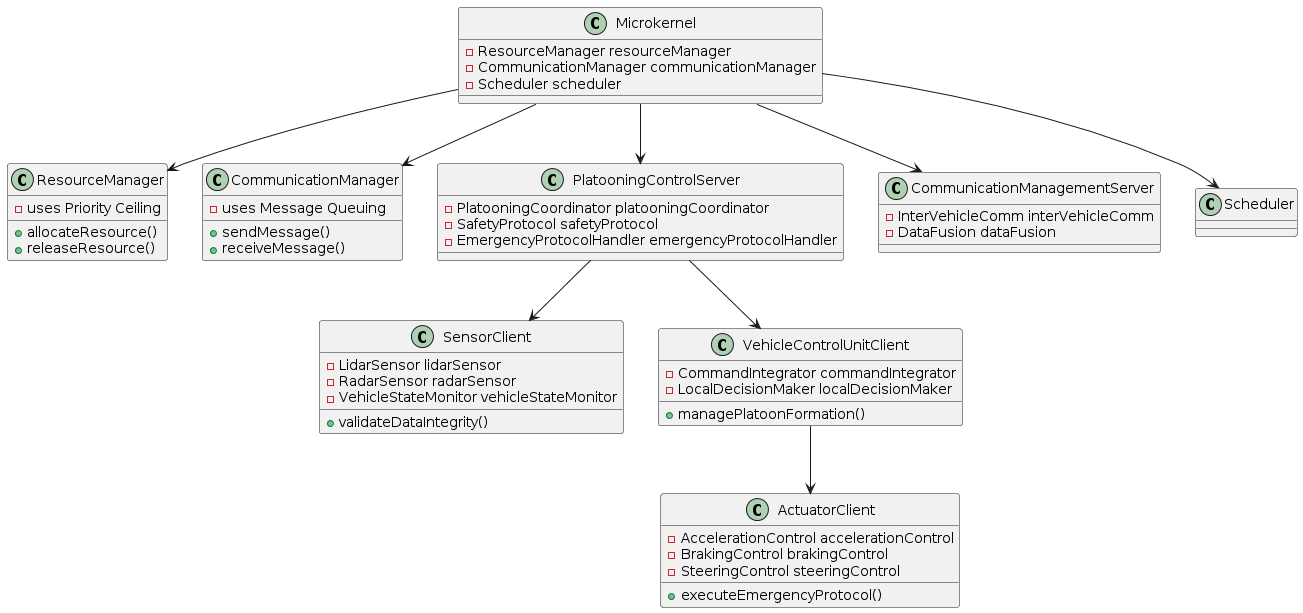 C Microkernel
ResourceManager resourceManager
CommunicationManager communicationManager
Scheduler scheduler
C ResourceManager
uses Priority Ceiling
allocateResource()
releaseResource()
C CommunicationManager
uses Message Queuing
sendMessage()
receiveMessage()
C PlatooningControlServer
PlatooningCoordinator platooningCoordinator
SafetyProtocol safetyProtocol
EmergencyProtocolHandler emergencyProtocolHandler
C CommunicationManagementServer
InterVehicleComm interVehicleComm
DataFusion dataFusion
C Scheduler
C SensorClient
LidarSensor lidarSensor
RadarSensor radarSensor
VehicleStateMonitor vehicleStateMonitor
validateDataIntegrity()
C VehicleControlUnitClient
CommandIntegrator commandIntegrator
LocalDecisionMaker localDecisionMaker
managePlatoonFormation()
C ActuatorClient
AccelerationControl accelerationControl
BrakingControl brakingControl
SteeringControl steeringControl
executeEmergencyProtocol()